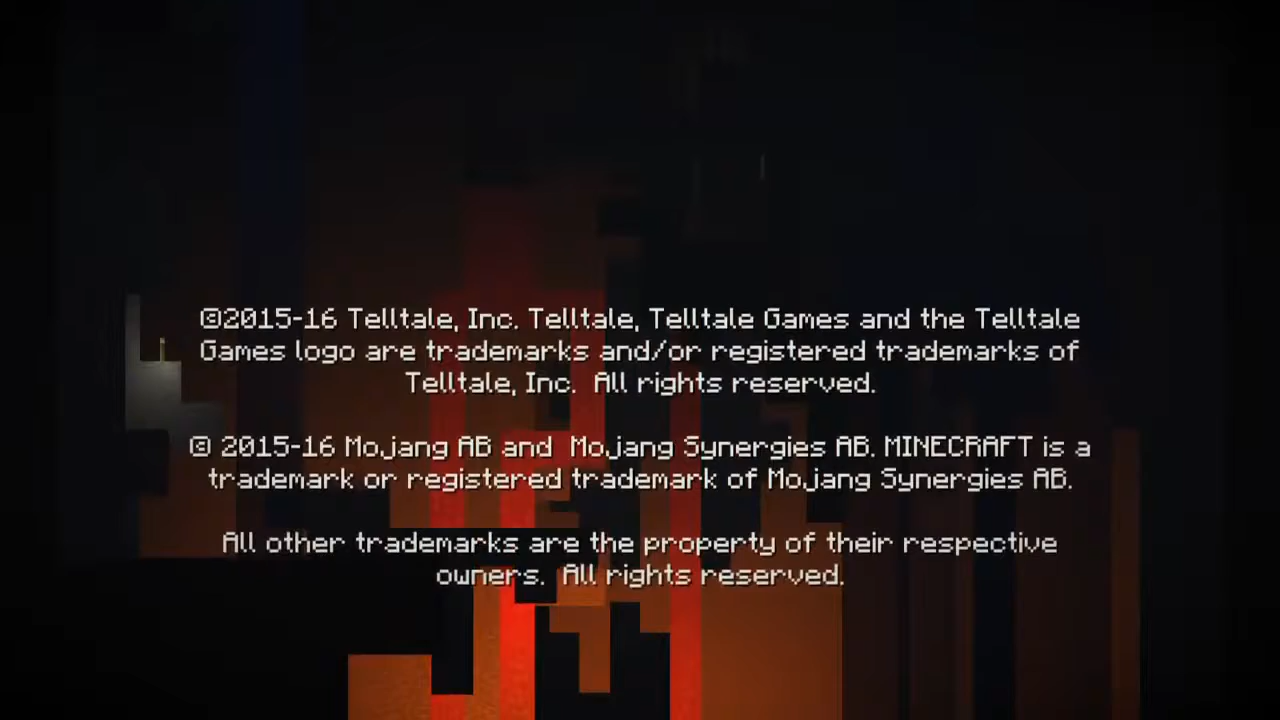 ©2015-16 Telltale, Inc. Telltale, Telltale Games and the Telltale
Games logo are trademarks and/or registered trademarks of
Telltale, Inc.  All rights reserved.
© 2015-16 Mojang AB and  Mojang Synergies AB. MINECRAFT is a
trademark or registered trademark of Mojang Synergies AB.
All other trademarks are the property of their respective
owners.  All rights reserved.